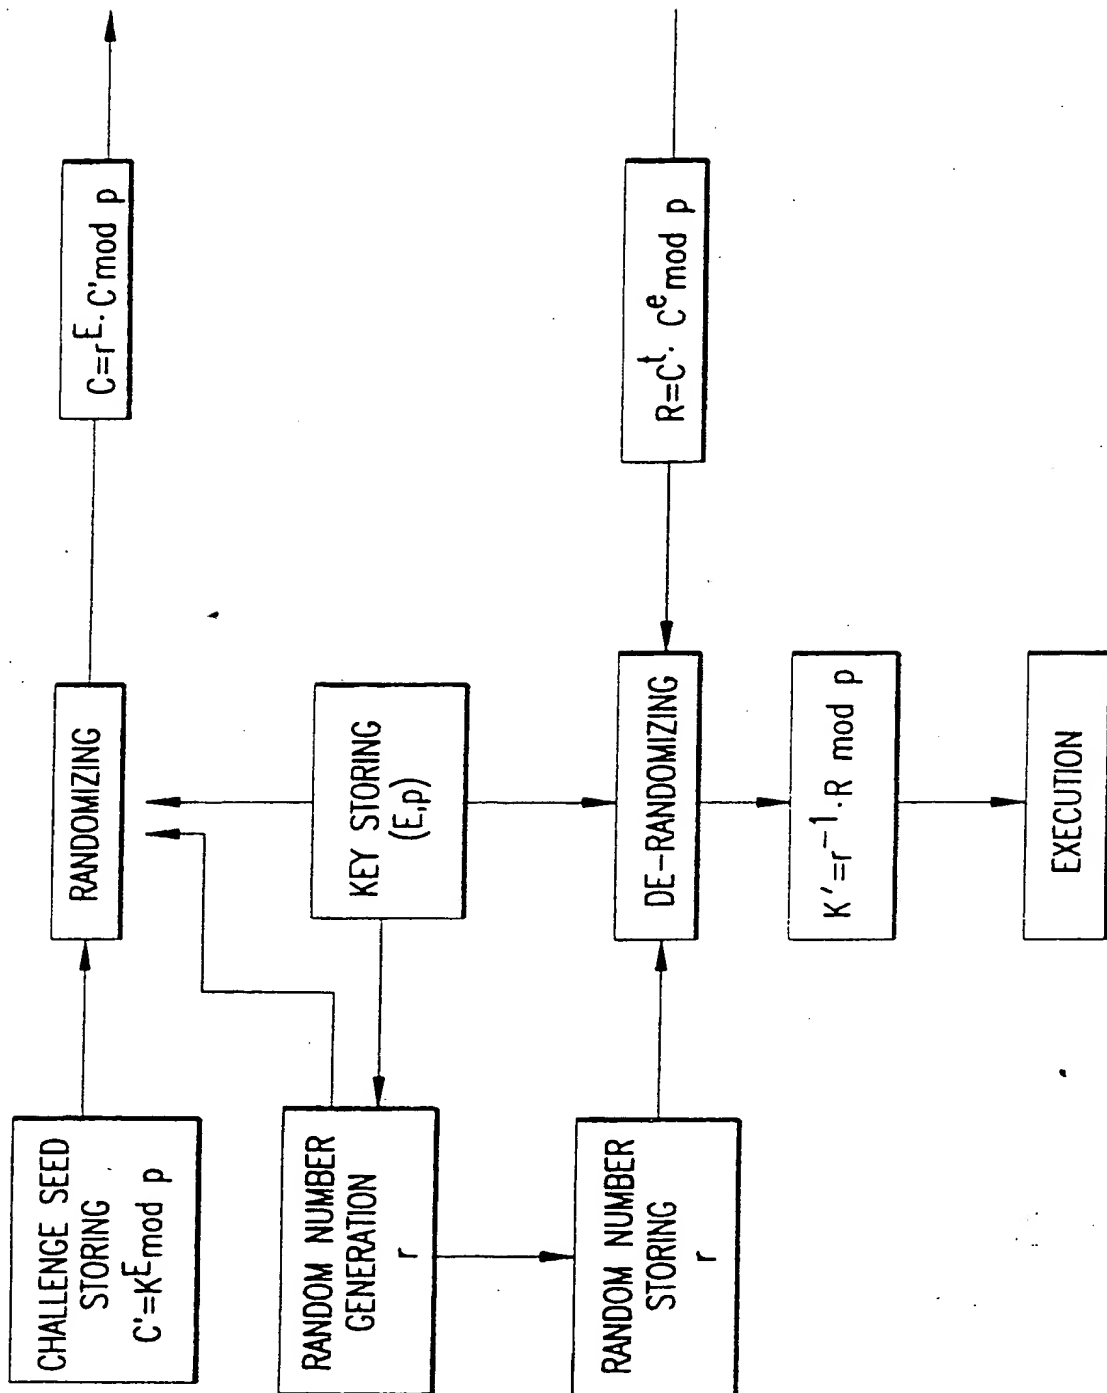 CHALLENGE SEED
STORING
C'=K^E mod p
RANDOMIZING
C=r^E · C' mod p
RANDOM NUMBER
GENERATION
r
KEY STORING
(E,p)
RANDOM NUMBER
STORING
r
DE-RANDOMIZING
R=C^t · C^e mod p
K'=r^-1 · R mod p
EXECUTION